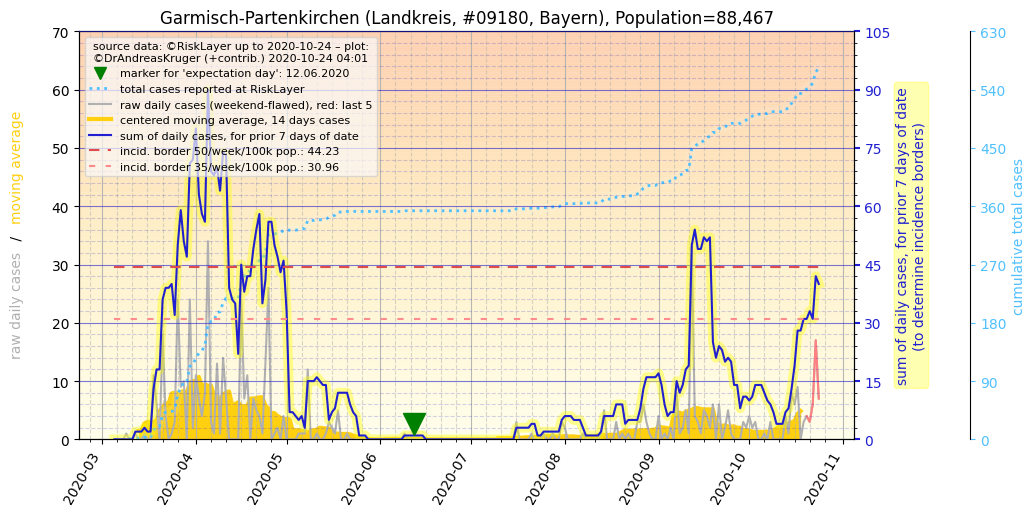 Garmisch-Partenkirchen (Landkreis, #09180, Bayern), Population=88,467
source data: ©RiskLayer up to 2020-10-24 – plot:
©DrAndreasKruger (+contrib.) 2020-10-24 04:01
marker for 'expectation day': 12.06.2020
total cases reported at RiskLayer
raw daily cases (weekend-flawed), red: last 5
centered moving average, 14 days cases
sum of daily cases, for prior 7 days of date
incid. border 50/week/100k pop.: 44.23
incid. border 35/week/100k pop.: 30.96
raw daily cases / moving average
70
60
50
40
30
20
10
0
105
90
75
60
45
30
15
0
sum of daily cases, for prior 7 days of date
(to determine incidence borders)
630
540
450
360
270
180
90
0
cumulative total cases
2020-03
2020-04
2020-05
2020-06
2020-07
2020-08
2020-09
2020-10
2020-11